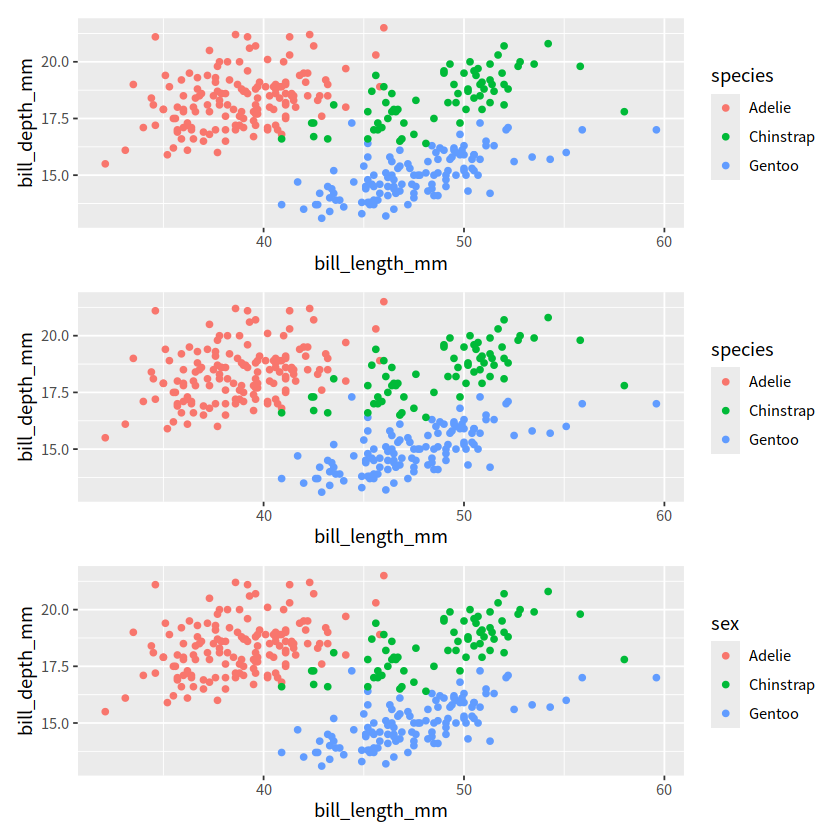 bill_depth_mm
20.0
17.5
15.0
40
50
60
bill_length_mm
species
Adelie
Chinstrap
Gentoo
bill_depth_mm
20.0
17.5
15.0
40
50
60
bill_length_mm
species
Adelie
Chinstrap
Gentoo
bill_depth_mm
20.0
17.5
15.0
40
50
60
bill_length_mm
sex
Adelie
Chinstrap
Gentoo